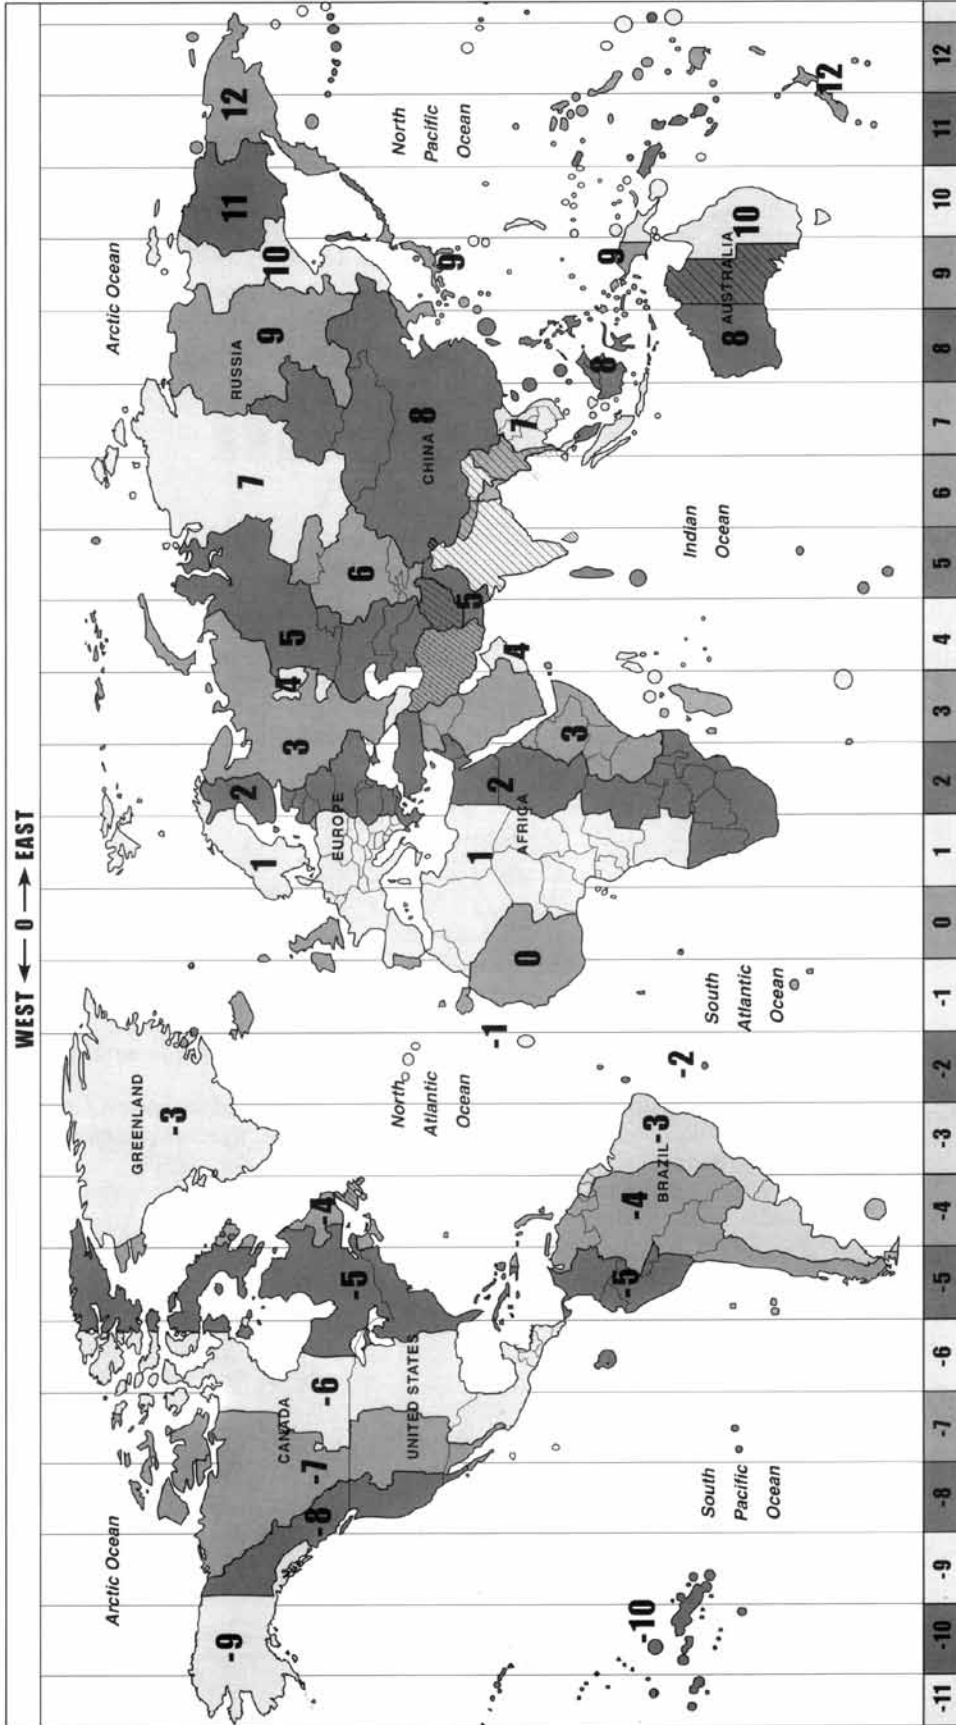 WEST ← 0 → EAST
Arctic Ocean
Arctic Ocean
GREENLAND
-3
12
11
10
RUSSIA
9
7
-9
-8
-7
CANADA
-6
-5
-4
1
2
3
4
5
6
EUROPE
UNITED STATES
North
Atlantic
Ocean
North
Pacific
Ocean
CHINA
8
9
-1
0
1
AFRICA
2
3
4
5
7
8
9
-10
-5
-4
BRAZIL
-3
-2
South
Pacific
Ocean
South
Atlantic
Ocean
Indian
Ocean
8
AUSTRALIA
10
12
-11
-10
-9
-8
-7
-6
-5
-4
-3
-2
-1
0
1
2
3
4
5
6
7
8
9
10
11
12